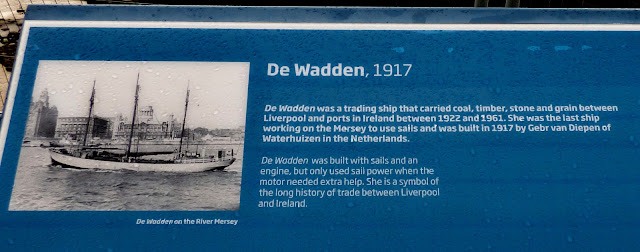 De Wadden, 1917
De Wadden was a trading ship that carried coal, timber, stone and grain between
Liverpool and ports in Ireland between 1922 and 1961. She was the last ship
working on the Mersey to use sails and was built in 1917 by Gebr van Diepen of
Waterhuizen in the Netherlands.
De Wadden was built with sails and an
engine, but only used sail power when the
motor needed extra help. She is a symbol of
the long history of trade between Liverpool
and Ireland.
De Wadden on the River Mersey